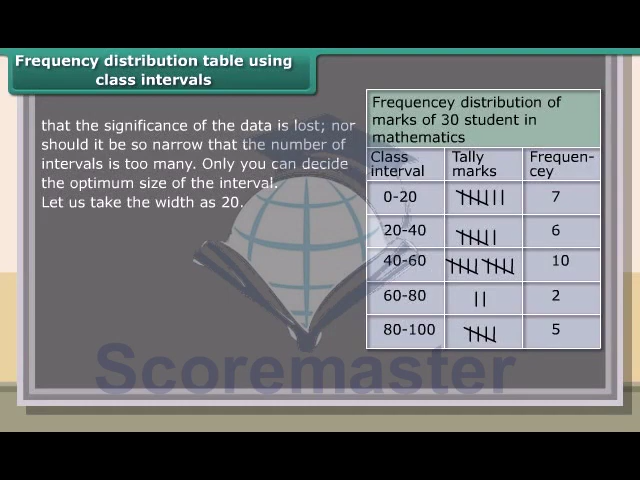 Frequency distribution table using
class intervals
that the significance of the data is lost; nor
should it be so narrow that the number of
intervals is too many. Only you can decide
the optimum size of the interval.
Let us take the width as 20.
Frequencey distribution of
marks of 30 student in
mathematics
Class interval Tally marks Frequen-cey
0-20 7
20-40 6
40-60 10
60-80 2
80-100 5
Scoremaster